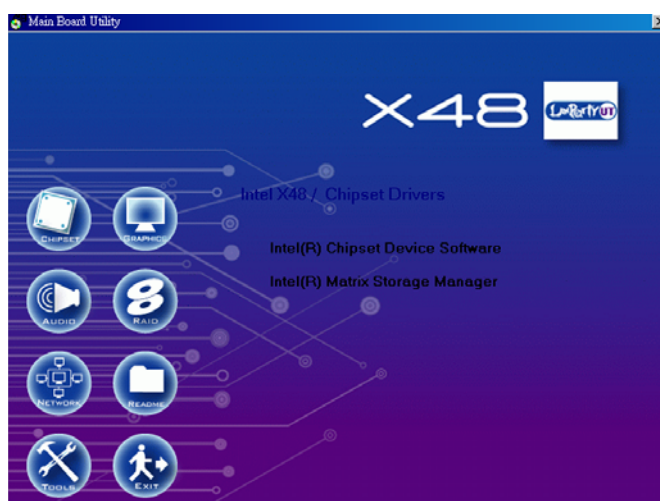 Main Board Utility
X48
LanParty UT
Intel X48 / Chipset Drivers
Intel(R) Chipset Device Software
Intel(R) Matrix Storage Manager
CHIPSET
GRAPHICS
AUDIO
RAID
NETWORK
README
TOOLS
EXIT